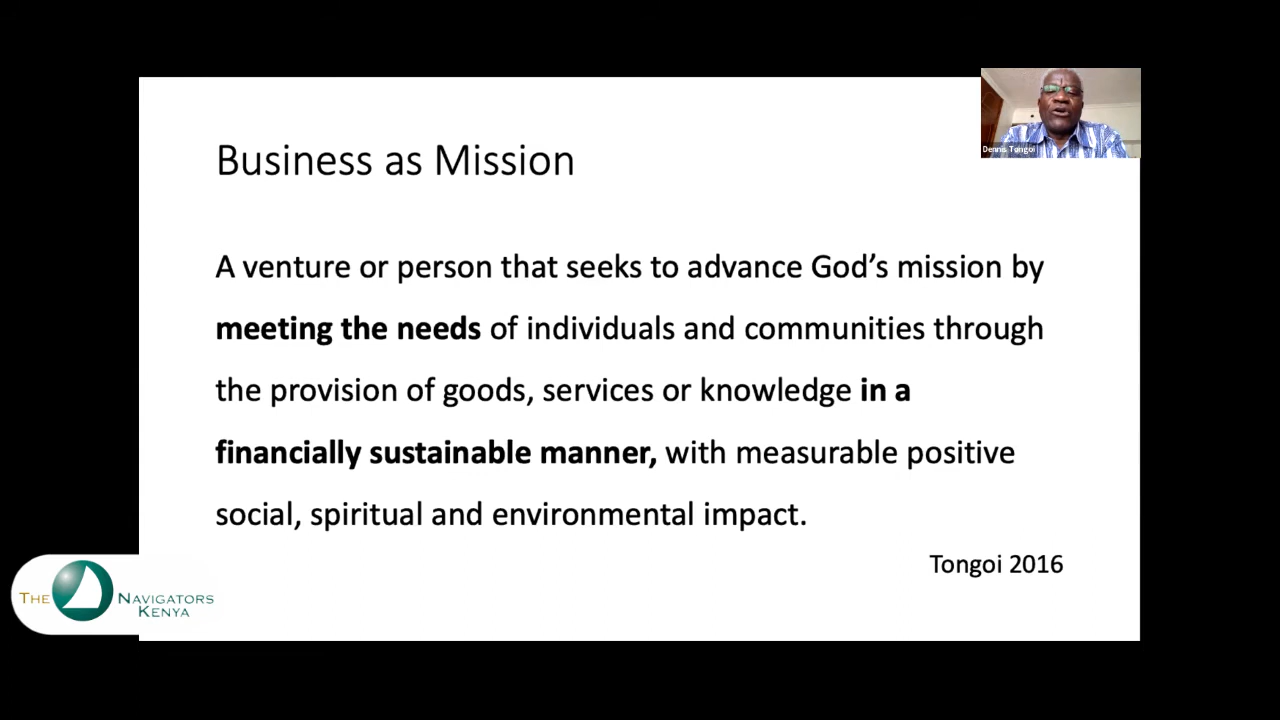 Dennis Tongoi
Business as Mission
A venture or person that seeks to advance God’s mission by
meeting the needs of individuals and communities through
the provision of goods, services or knowledge in a
financially sustainable manner, with measurable positive
social, spiritual and environmental impact.
Tongoi 2016
THE NAVIGATORS
KENYA